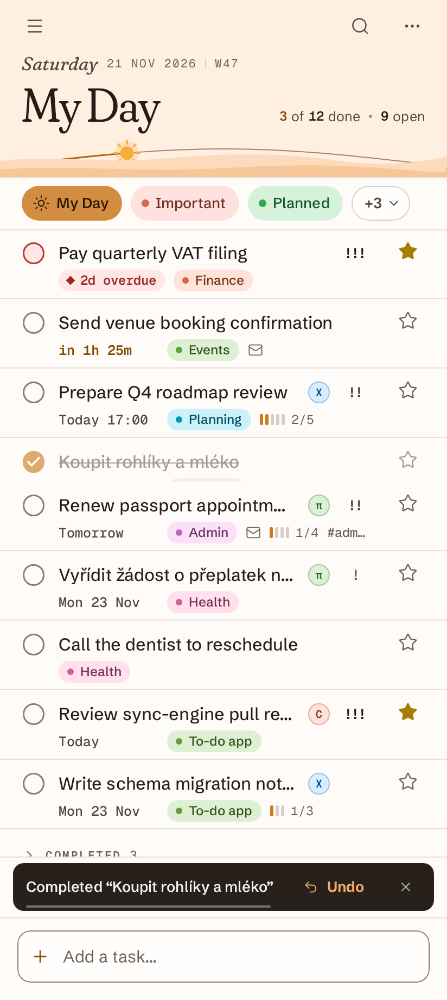 Saturday 21 NOV 2026 | W47
My Day
3 of 12 done • 9 open
My Day
Important
Planned
+3
Pay quarterly VAT filing !!!
2d overdue Finance
Send venue booking confirmation
in 1h 25m Events
Prepare Q4 roadmap review X !!
Today 17:00 Planning 2/5
Koupit rohlíky a mléko
Renew passport appointm… π !!
Tomorrow Admin 1/4 #adm…
Vyřídit žádost o přeplatek n… π !
Mon 23 Nov Health
Call the dentist to reschedule
Health
Review sync-engine pull re… C !!!
Today To-do app
Write schema migration not… X
Mon 23 Nov To-do app 1/3
COMPLETED 3
Completed “Koupit rohlíky a mléko” Undo
Add a task…